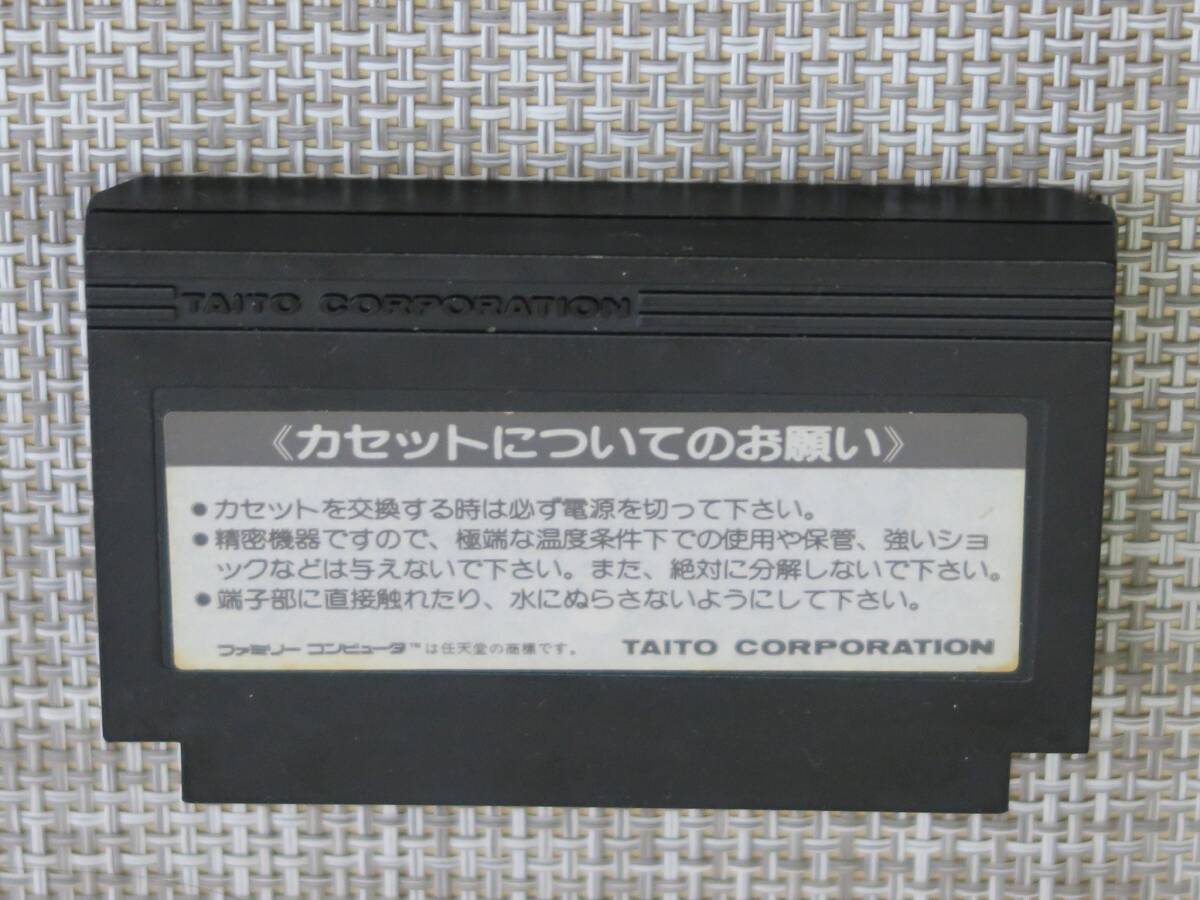 TAITO CORPORATION
《カセットについてのお願い》
●カセットを交換する時は必ず電源を切って下さい。
●精密機器ですので、極端な温度条件下での使用や保管、強いショ
ックなどは与えないで下さい。また、絶対に分解しないで下さい。
●端子部に直接触れたり、水にぬらさないようにして下さい。
ファミリー コンピュータ™は任天堂の商標です。 TAITO CORPORATION